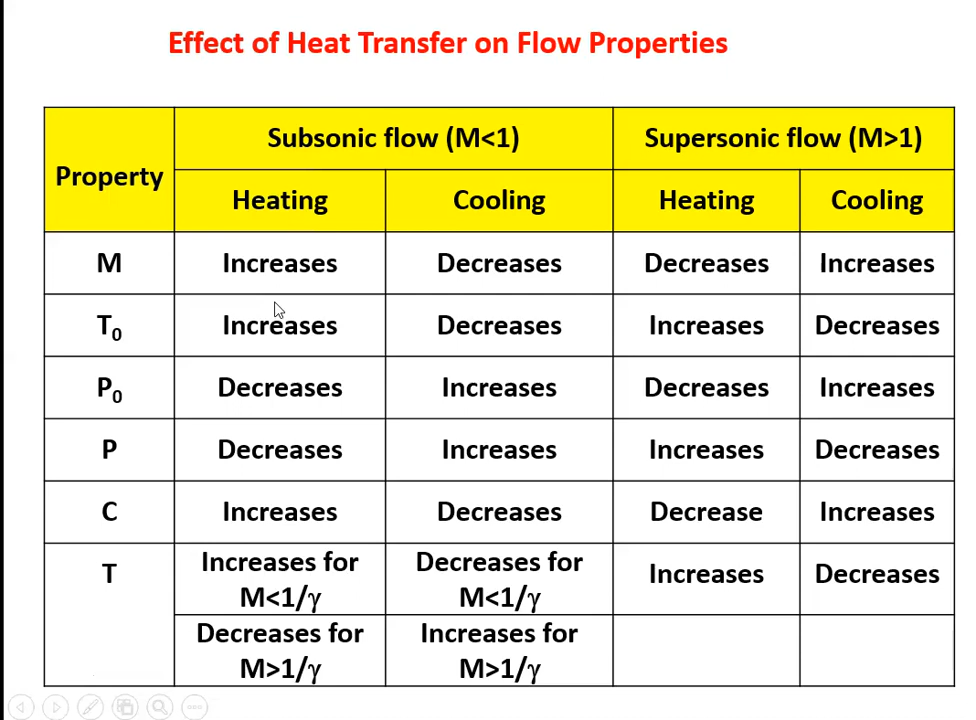 Effect of Heat Transfer on Flow Properties
Property
Subsonic flow (M<1)
Supersonic flow (M>1)
Heating
Cooling
Heating
Cooling
M
Increases
Decreases
Decreases
Increases
T₀
Increases
Decreases
Increases
Decreases
P₀
Decreases
Increases
Decreases
Increases
P
Decreases
Increases
Increases
Decreases
C
Increases
Decreases
Decrease
Increases
T
Increases for
M<1/γ
Decreases for
M<1/γ
Increases
Decreases
Decreases for
M>1/γ
Increases for
M>1/γ